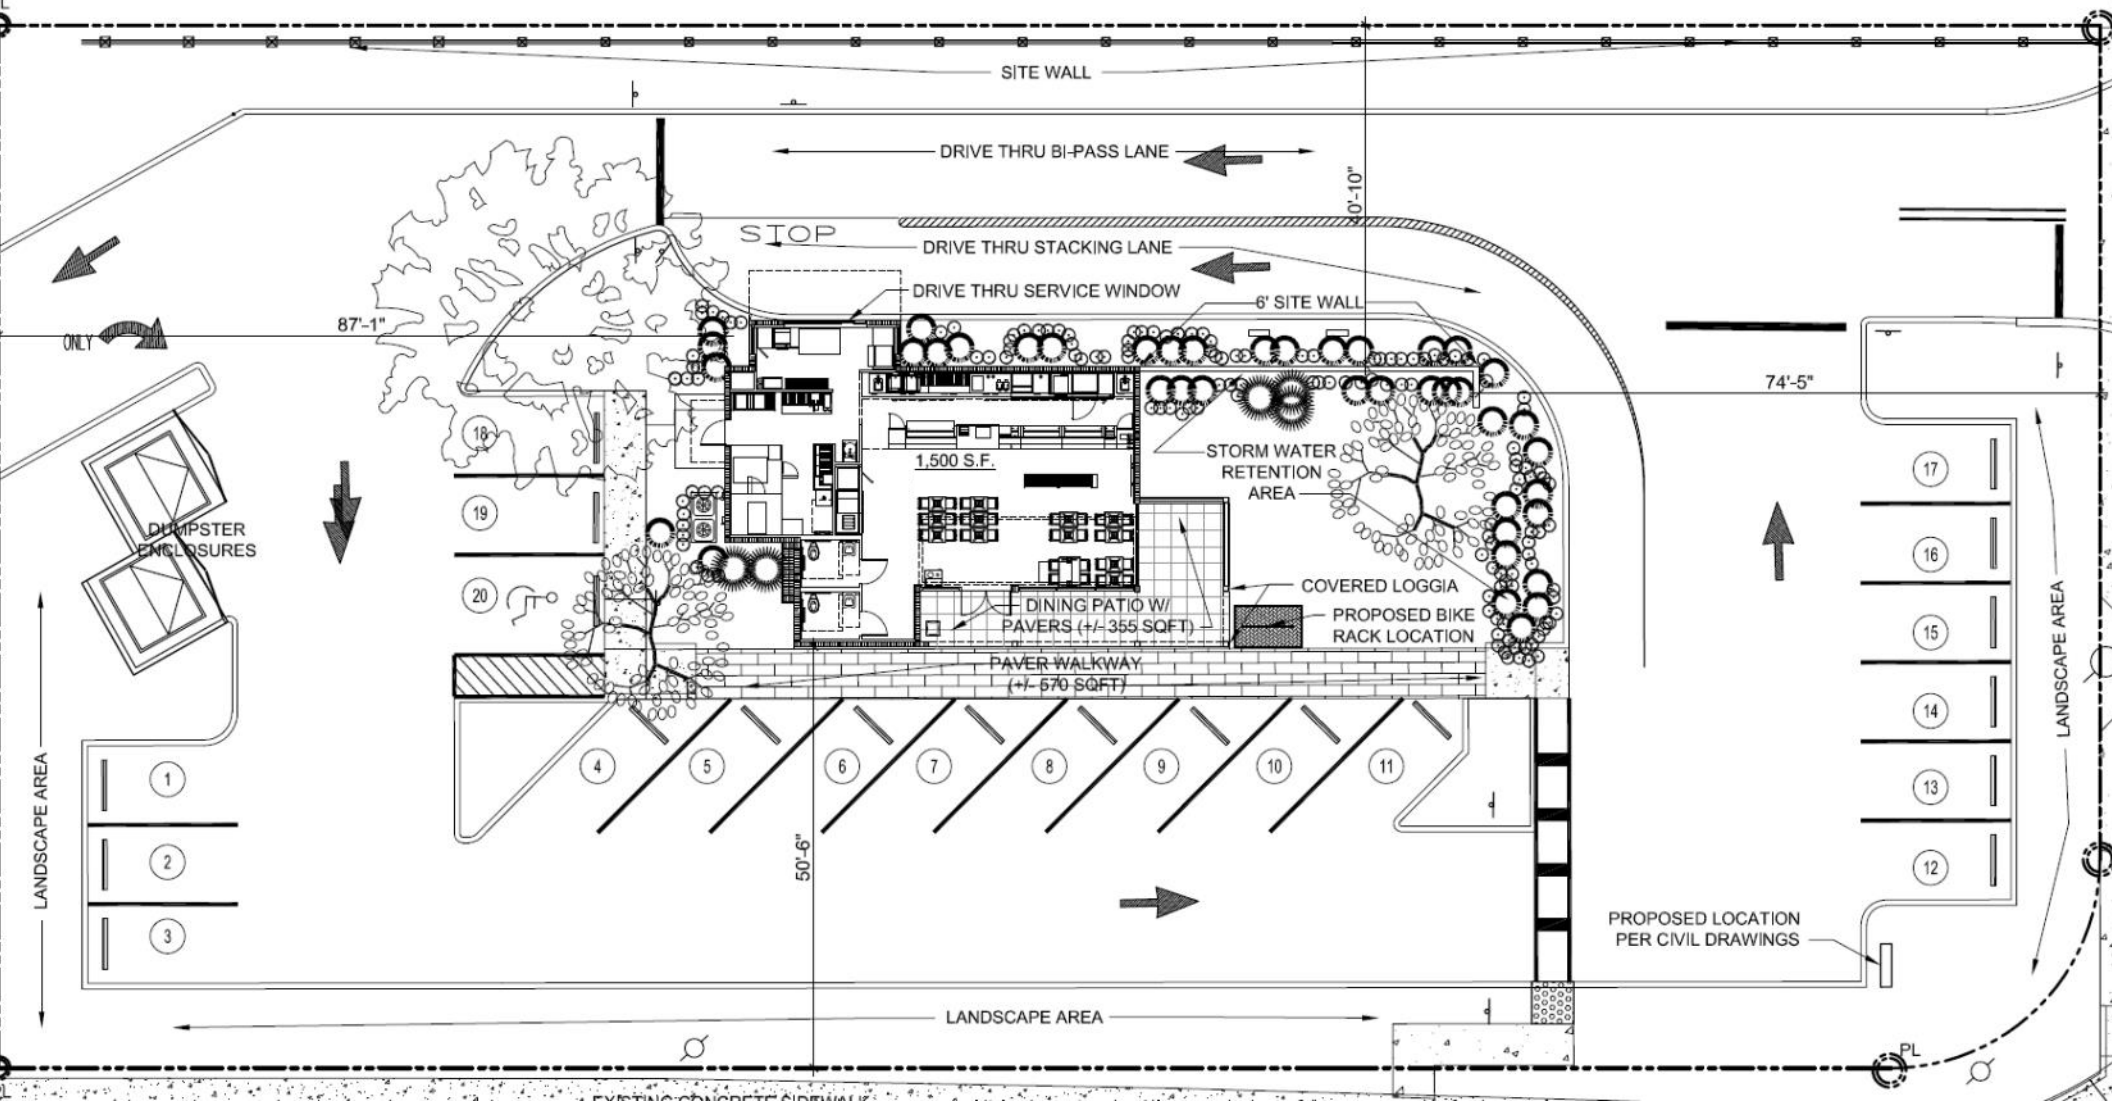 SITE WALL
DRIVE THRU BI-PASS LANE
40'-10"
STOP
DRIVE THRU STACKING LANE
DRIVE THRU SERVICE WINDOW
6' SITE WALL
87'-1"
ONLY
74'-5"
18
1,500 S.F.
STORM WATER
RETENTION
AREA
17
19
DUMPSTER
ENCLOSURES
16
20
COVERED LOGGIA
DINING PATIO W/
PAVERS (+/- 355 SQFT)
PROPOSED BIKE
RACK LOCATION
15
LANDSCAPE AREA
PAVER WALKWAY
(+/- 570 SQFT)
14
1
4
5
6
7
8
9
10
11
13
LANDSCAPE AREA
2
50'-6"
12
3
PROPOSED LOCATION
PER CIVIL DRAWINGS
LANDSCAPE AREA
PL
EXISTING CONCRETE SIDEWALK